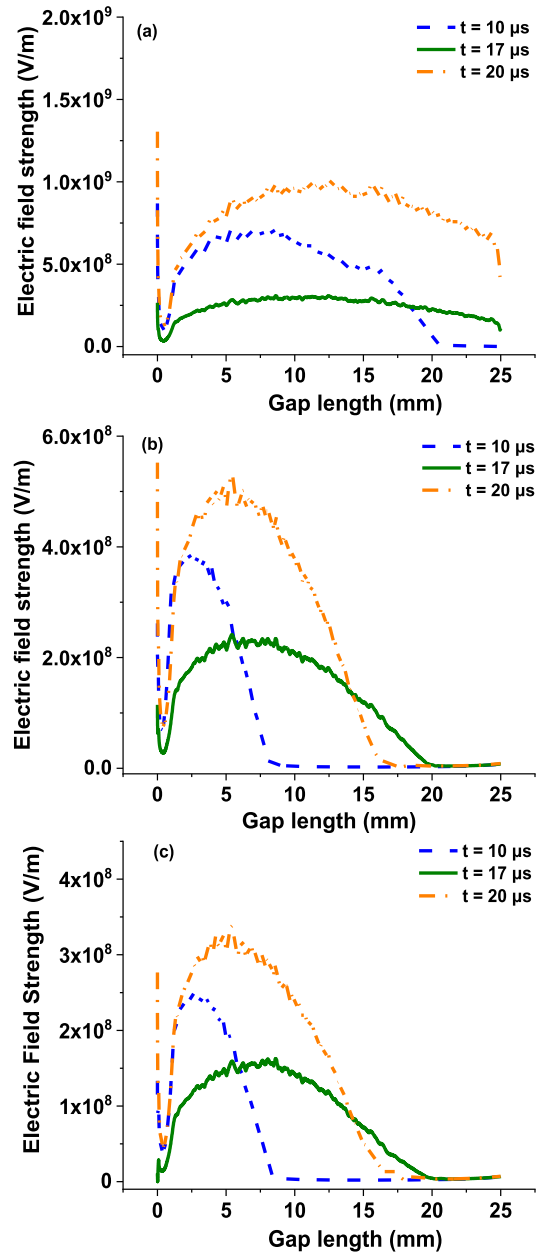 (a)
t = 10 µs
t = 17 µs
t = 20 µs
Electric field strength (V/m)
2.0x10⁹
1.5x10⁹
1.0x10⁹
5.0x10⁸
0.0
0 5 10 15 20 25
Gap length (mm)
(b)
t = 10 µs
t = 17 µs
t = 20 µs
Electric field strength (V/m)
6.0x10⁸
4.0x10⁸
2.0x10⁸
0.0
0 5 10 15 20 25
Gap length (mm)
(c)
t = 10 µs
t = 17 µs
t = 20 µs
Electric Field Strength (V/m)
4x10⁸
3x10⁸
2x10⁸
1x10⁸
0
0 5 10 15 20 25
Gap length (mm)